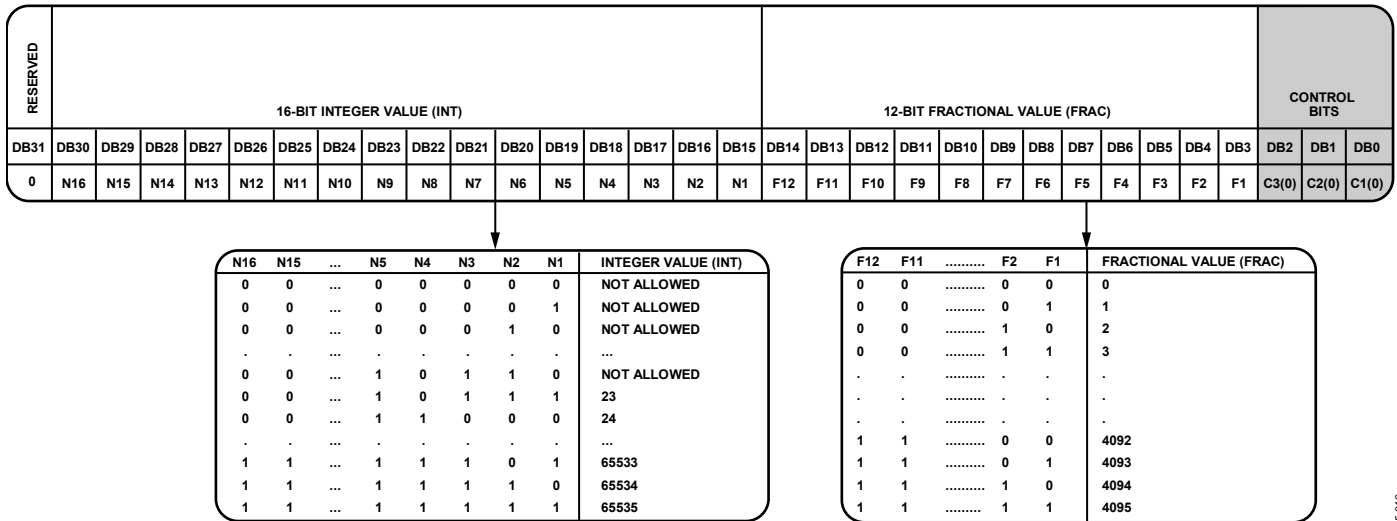 RESERVED
16-BIT INTEGER VALUE (INT)
12-BIT FRACTIONAL VALUE (FRAC)
CONTROL
BITS
DB31 DB30 DB29 DB28 DB27 DB26 DB25 DB24 DB23 DB22 DB21 DB20 DB19 DB18 DB17 DB16 DB15 DB14 DB13 DB12 DB11 DB10 DB9 DB8 DB7 DB6 DB5 DB4 DB3 DB2 DB1 DB0
0 N16 N15 N14 N13 N12 N11 N10 N9 N8 N7 N6 N5 N4 N3 N2 N1 F12 F11 F10 F9 F8 F7 F6 F5 F4 F3 F2 F1 C3(0) C2(0) C1(0)
N16 N15 ... N5 N4 N3 N2 N1 INTEGER VALUE (INT)
0 0 ... 0 0 0 0 0 NOT ALLOWED
0 0 ... 0 0 0 0 1 NOT ALLOWED
0 0 ... 0 0 0 1 0 NOT ALLOWED
. . ... . . . . . ...
0 0 ... 1 0 1 1 0 NOT ALLOWED
0 0 ... 1 0 1 1 1 23
0 0 ... 1 1 0 0 0 24
. . ... . . . . . ...
1 1 ... 1 1 1 0 1 65533
1 1 ... 1 1 1 1 0 65534
1 1 ... 1 1 1 1 1 65535
F12 F11 .......... F2 F1 FRACTIONAL VALUE (FRAC)
0 0 .......... 0 0 0
0 0 .......... 0 1 1
0 0 .......... 1 0 2
0 0 .......... 1 1 3
. . .......... . . .
. . .......... . . .
. . .......... . . .
1 1 .......... 0 0 4092
1 1 .......... 0 1 4093
1 1 .......... 1 0 4094
1 1 ......... 1 1 4095